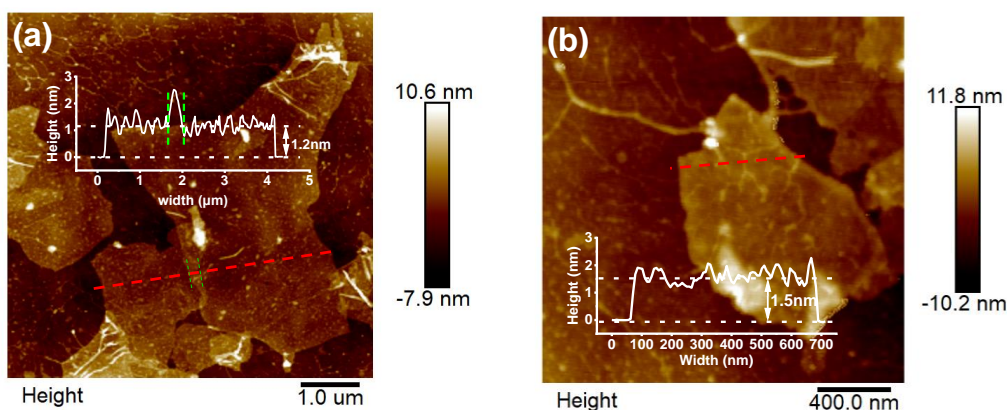 (a)
Height (nm)
3
2
1
0
1.2nm
0 1 2 3 4 5
width (μm)
10.6 nm
-7.9 nm
Height
1.0 um
(b)
Height (nm)
3
2
1
0
1.5nm
0 100 200 300 400 500 600 700
Width (nm)
11.8 nm
-10.2 nm
Height
400.0 nm